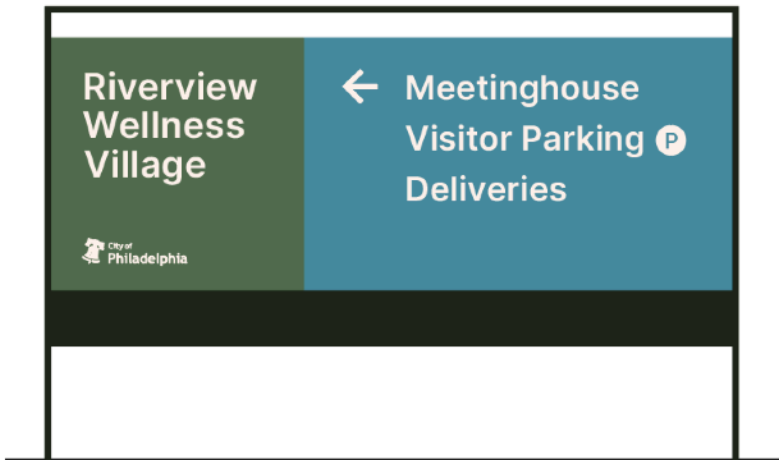 Riverview
Wellness
Village
City of
Philadelphia
Meetinghouse
Visitor Parking P
Deliveries